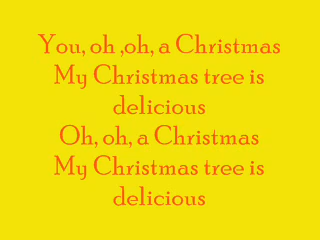 You, oh ,oh, a Christmas
My Christmas tree is
delicious
Oh, oh, a Christmas
My Christmas tree is
delicious